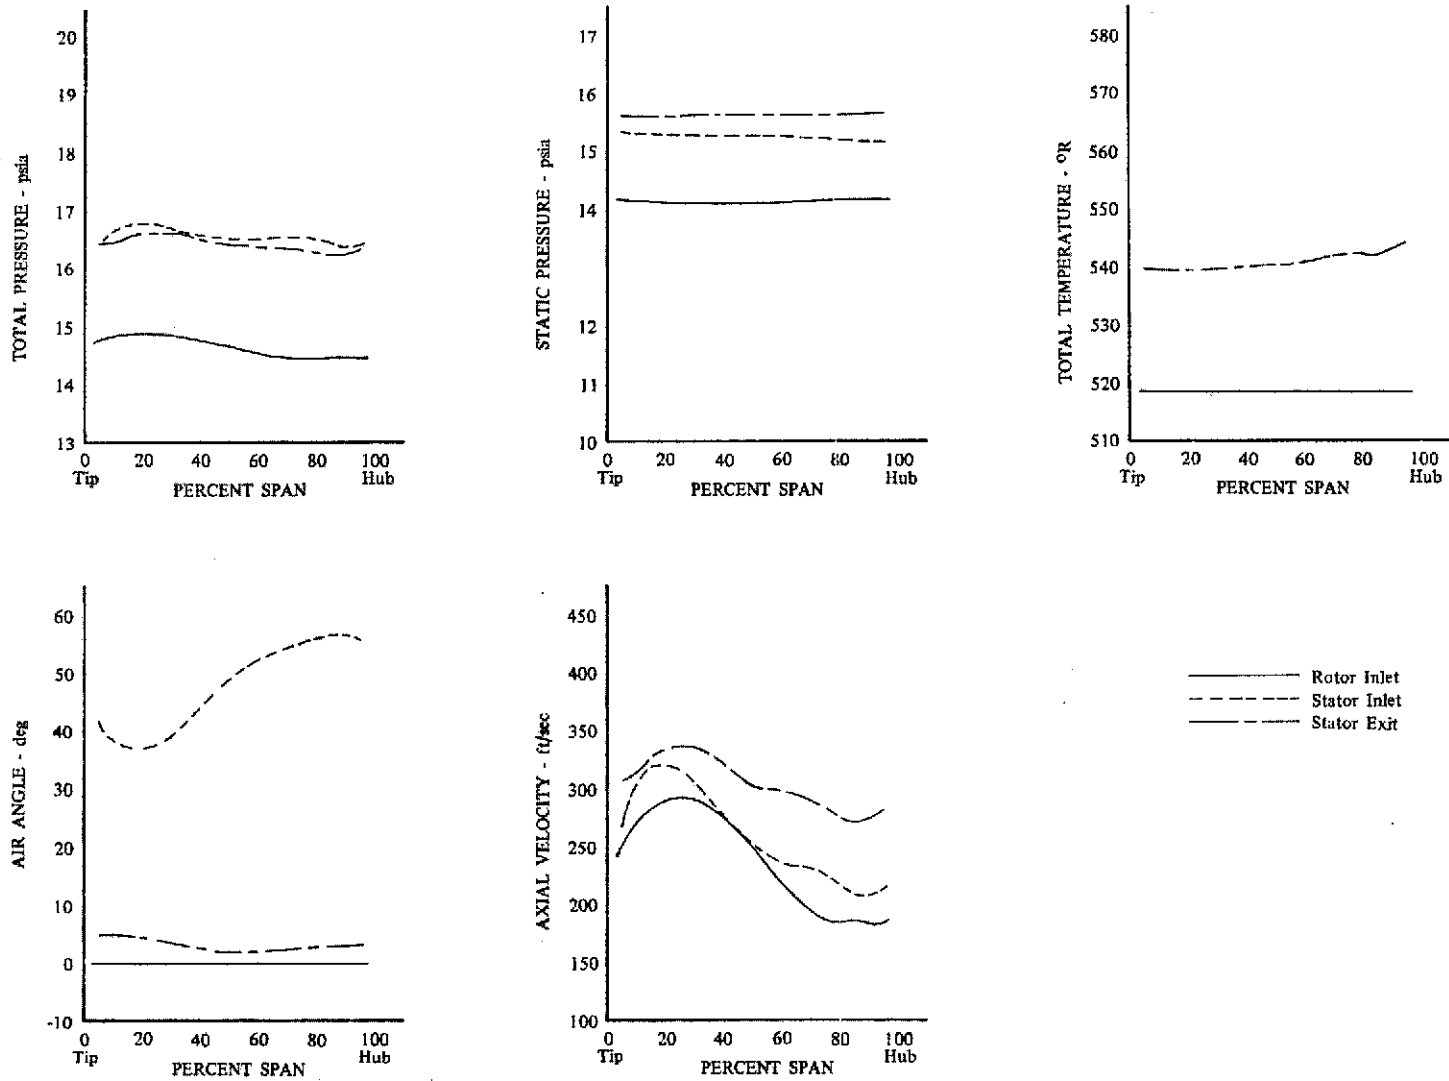 20
19
18
17
16
15
14
13
TOTAL PRESSURE - psia
0 20 40 60 80 100
Tip Hub
PERCENT SPAN
17
16
15
14
12
11
10
STATIC PRESSURE - psia
0 20 40 60 80 100
Tip Hub
PERCENT SPAN
580
570
560
550
540
530
520
510
TOTAL TEMPERATURE - °R
0 20 40 60 80 100
Tip Hub
PERCENT SPAN
60
50
40
30
20
10
0
-10
AIR ANGLE - deg
0 20 40 60 80 100
Tip Hub
PERCENT SPAN
450
400
350
300
250
200
150
100
AXIAL VELOCITY - ft/sec
0 20 40 60 80 100
Tip Hub
PERCENT SPAN
Rotor Inlet
Stator Inlet
Stator Exit